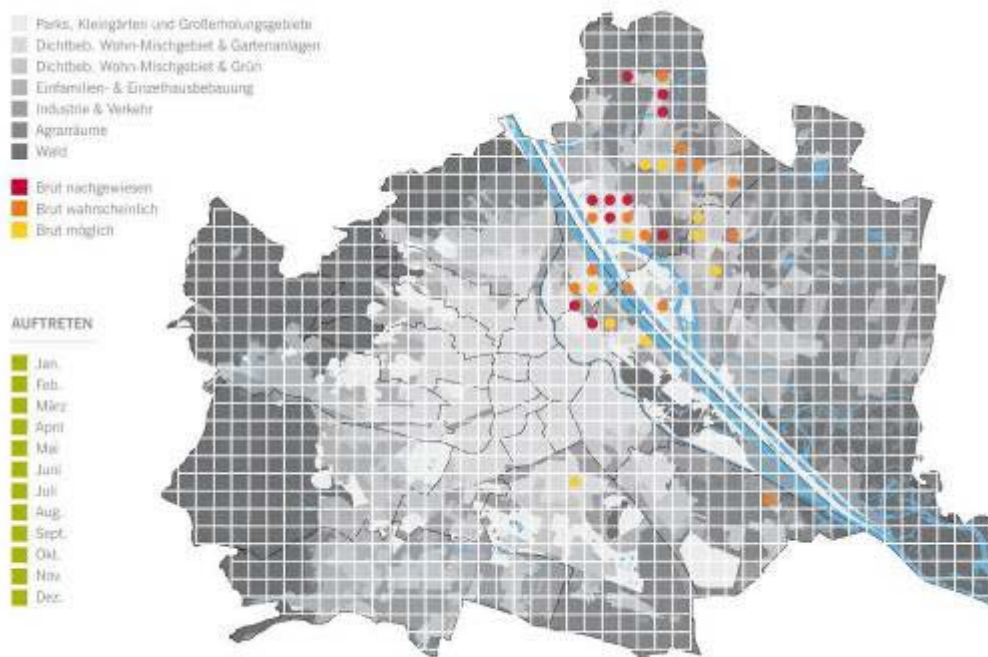 Parks, Kleingärten und Großerholungsgebiete
Dichtbeb. Wohn-Mischgebiet & Gartenanlagen
Dichtbeb. Wohn-Mischgebiet & Grün
Einfamilien- & Einzelhausbebauung
Industrie & Verkehr
Agrarräume
Wald
Brut nachgewiesen
Brut wahrscheinlich
Brut möglich
AUFTRETEN
Jan.
Feb.
März
April
Mai
Juni
Juli
Aug.
Sept.
Okt.
Nov.
Dez.